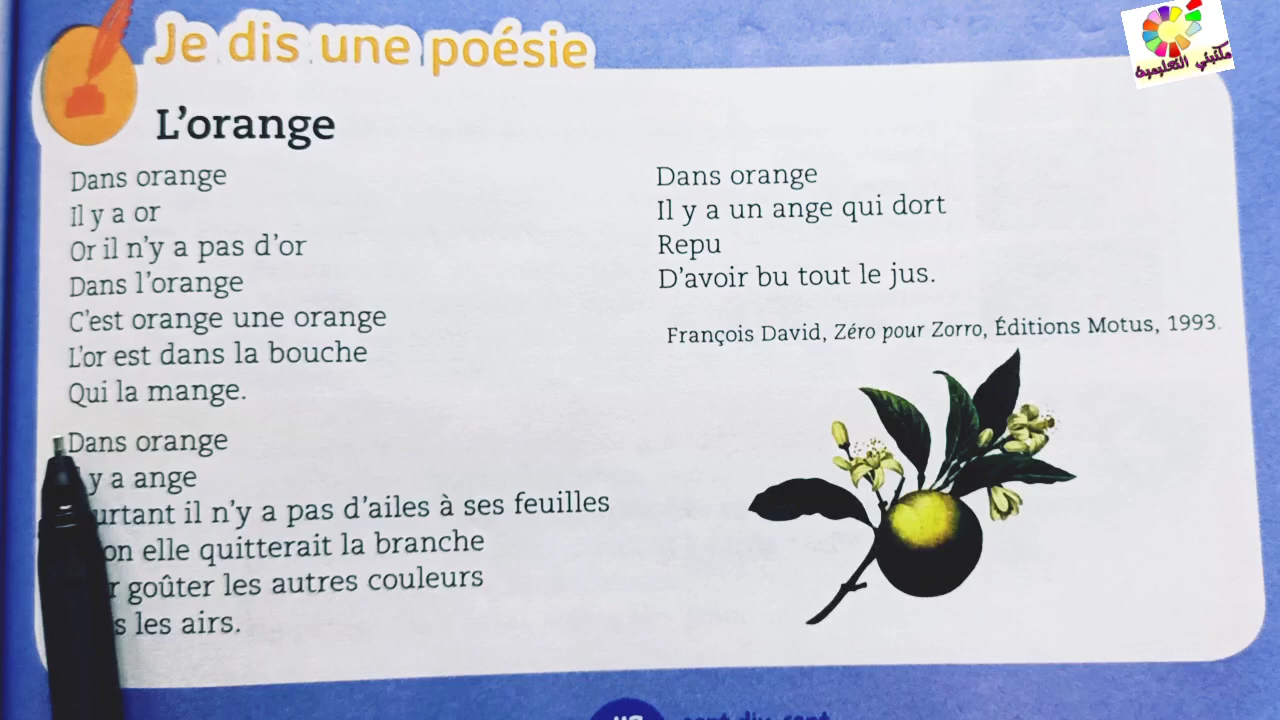 Je dis une poésie
مكتبتي التعليمية
L'orange
Dans orange
Il y a or
Or il n'y a pas d'or
Dans l'orange
C'est orange une orange
L'or est dans la bouche
Qui la mange.
Dans orange
y a ange
urtant il n'y a pas d'ailes à ses feuilles
on elle quitterait la branche
r goûter les autres couleurs
s les airs.
Dans orange
Il y a un ange qui dort
Repu
D'avoir bu tout le jus.
François David, Zéro pour Zorro, Éditions Motus, 1993.